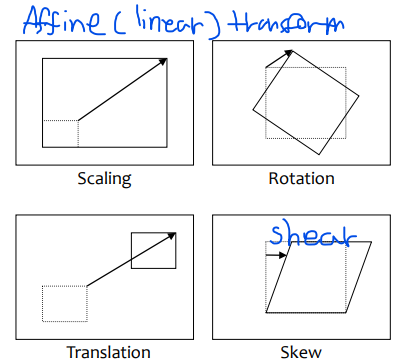 Affine (linear) transform
Scaling
Rotation
shear
Translation
Skew